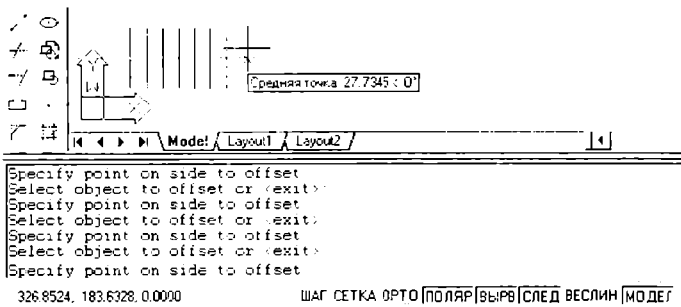 Средняя точка: 27.7345 < 0°
Model Layout1 Layout2
Specify point on side to offset
Select object to offset or <exit>:
Specify point on side to offset
Select object to offset or <exit>
Specify point on side to offset
Select object to offset or <exit>
Specify point on side to offset
326.8524, 183.6328, 0.0000 ШАГ СЕТКА ОРТО ПОЛЯР ВЫРВ СЛЕД ВЕСЛИН МОДЕЛ